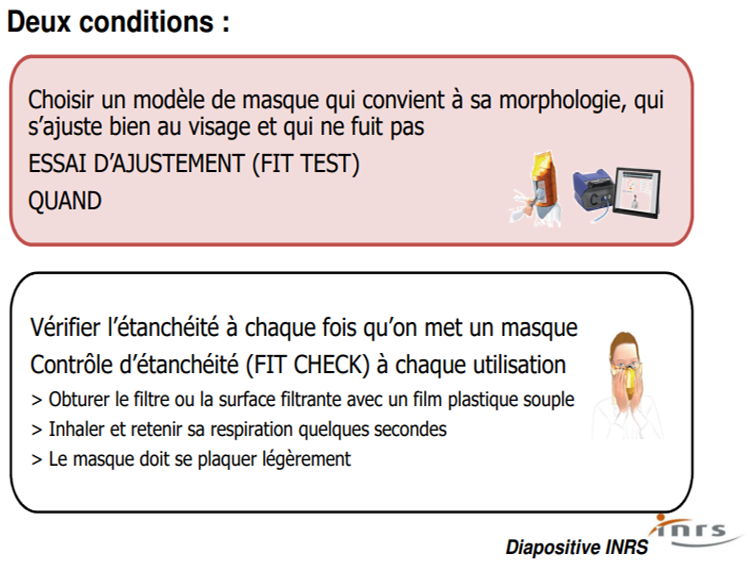 Deux conditions :
Choisir un modèle de masque qui convient à sa morphologie, qui
s’ajuste bien au visage et qui ne fuit pas
ESSAI D’AJUSTEMENT (FIT TEST)
QUAND
Vérifier l’étanchéité à chaque fois qu’on met un masque
Contrôle d’étanchéité (FIT CHECK) à chaque utilisation
> Obturer le filtre ou la surface filtrante avec un film plastique souple
> Inhaler et retenir sa respiration quelques secondes
> Le masque doit se plaquer légèrement
inrs
Diapositive INRS